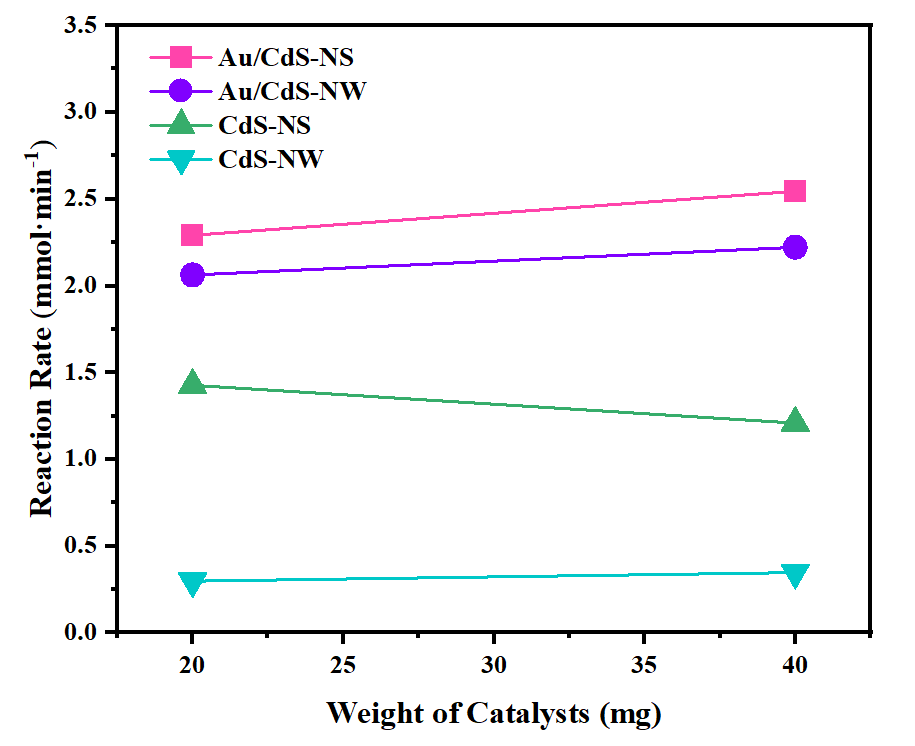 3.5
3.0
2.5
2.0
1.5
1.0
0.5
0.0
Reaction Rate (mmol·min⁻¹)
Au/CdS-NS
Au/CdS-NW
CdS-NS
CdS-NW
20 25 30 35 40
Weight of Catalysts (mg)